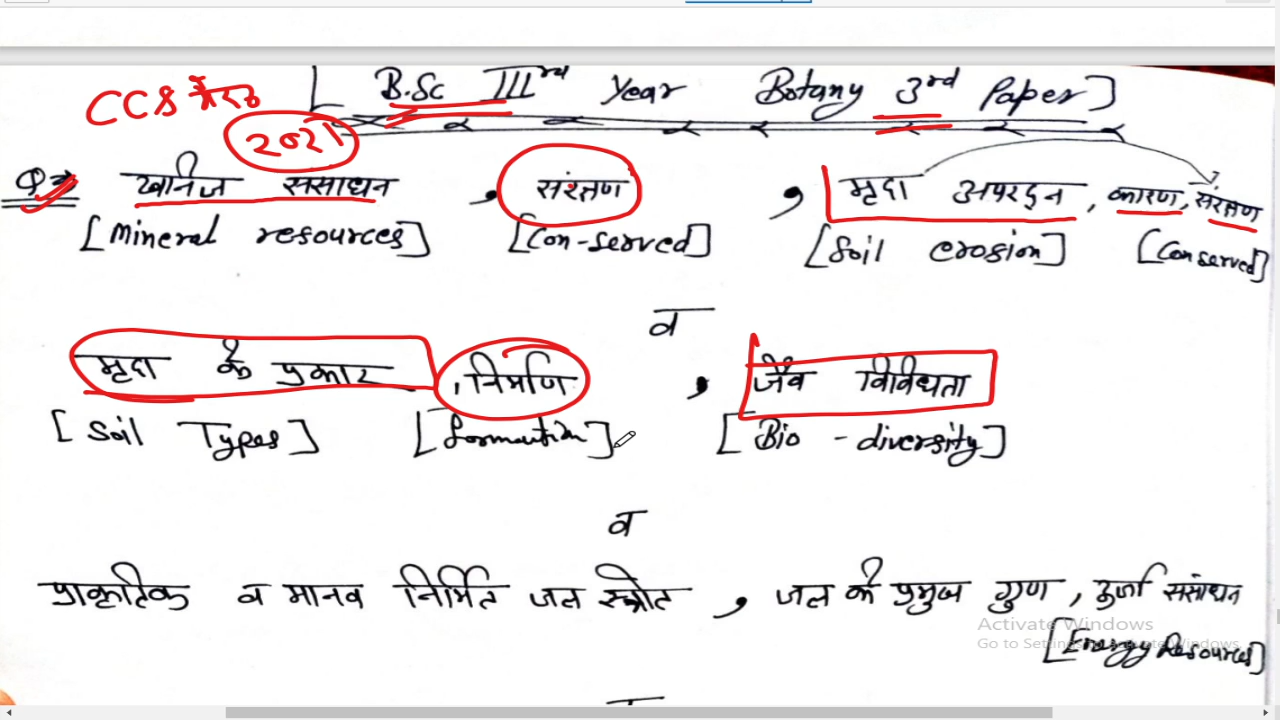 [B.Sc IIIrd Year Botany 3rd Paper]
CCS मेरठ
2021
Q⇒ खनिज संसाधन , संरक्षण , मृदा अपरदन , कारण , संरक्षण
[Mineral resources] [Con-served] [Soil erosion] [Conserved]
व
मृदा के प्रकार , निर्माण , जैव विविधता
[Soil Types] [formation] [Bio-diversity]
व
प्राकृतिक व मानव निर्मित जल स्त्रोत , जल के प्रमुख गुण , ऊर्जा संसाधन
Activate Windows
Go to Settings to activate Windows.
[Energy Resources]